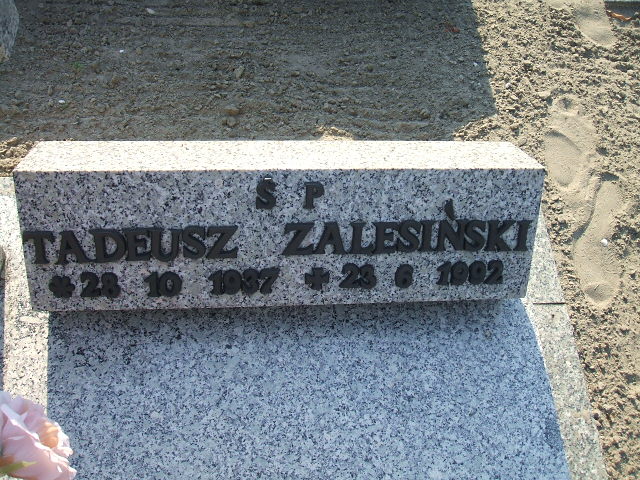 Ś P
TADEUSZ ZALESIŃSKI
* 28 10 1937 + 23 6 1992